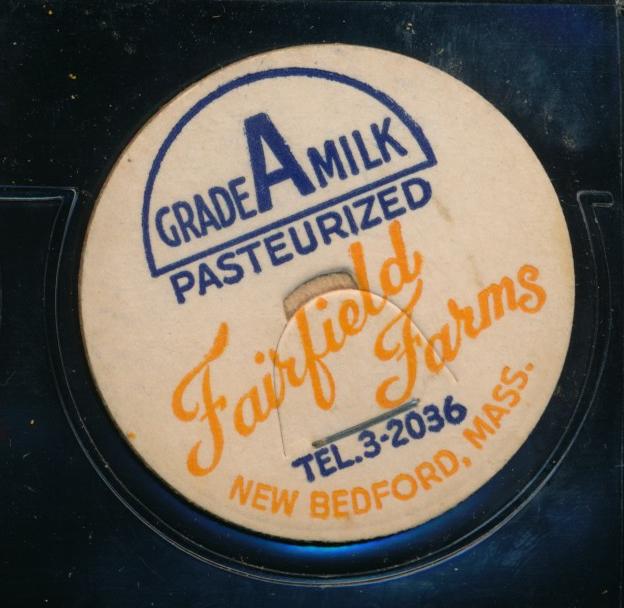 GRADE A MILK
PASTEURIZED
Fairfield
Farms
TEL.3-2036
NEW BEDFORD, MASS.